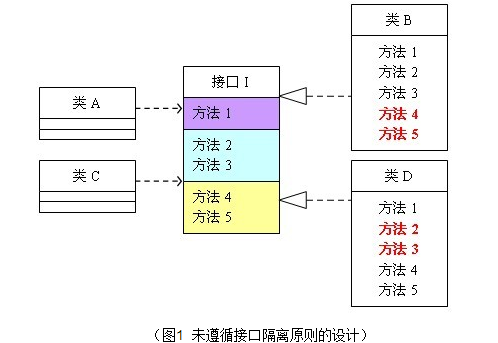 类 A
类 C
接口 I
方法 1
方法 2
方法 3
方法 4
方法 5
类 B
方法 1
方法 2
方法 3
方法 4
方法 5
类 D
方法 1
方法 2
方法 3
方法 4
方法 5
（图1 未遵循接口隔离原则的设计）